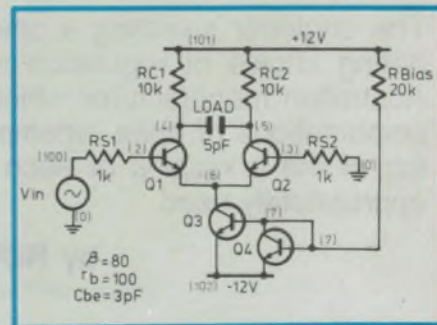 (101)
+12V
RC1
10k
RC2
10k
R Bias
20k
LOAD
(4)
(5)
5pF
(100)
RS1
(2)
1k
Q1
Q2
(3)
RS2
1k
(0)
Vin
(6)
(0)
Q3
(7)
(7)
Q4
β=80
rb=100
Cbe=3pF
(102)
-12V